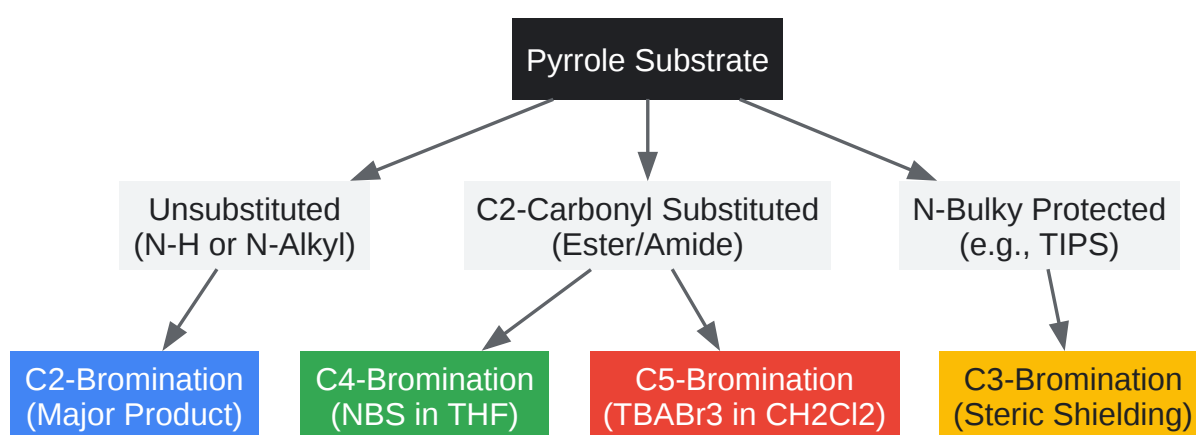 Pyrrole Substrate
Unsubstituted
(N-H or N-Alkyl)
C2-Carbonyl Substituted
(Ester/Amide)
N-Bulky Protected
(e.g., TIPS)
C2-Bromination
(Major Product)
C4-Bromination
(NBS in THF)
C5-Bromination
(TBABr3 in CH2Cl2)
C3-Bromination
(Steric Shielding)